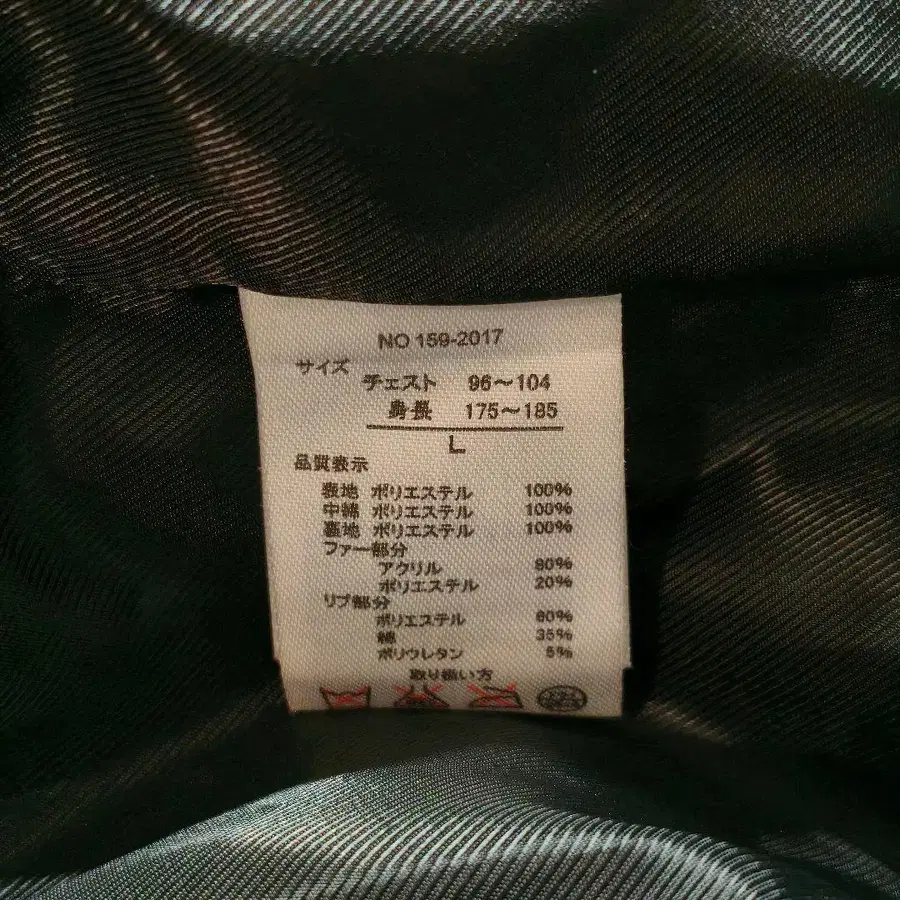 NO 159-2017
サイズ
チェスト 96～104
身長 175～185
L
品質表示
表地 ポリエステル 100%
中綿 ポリエステル 100%
裏地 ポリエステル 100%
ファー部分
アクリル 80%
ポリエステル 20%
リブ部分
ポリエステル 60%
綿 35%
ポリウレタン 5%
取り扱い方